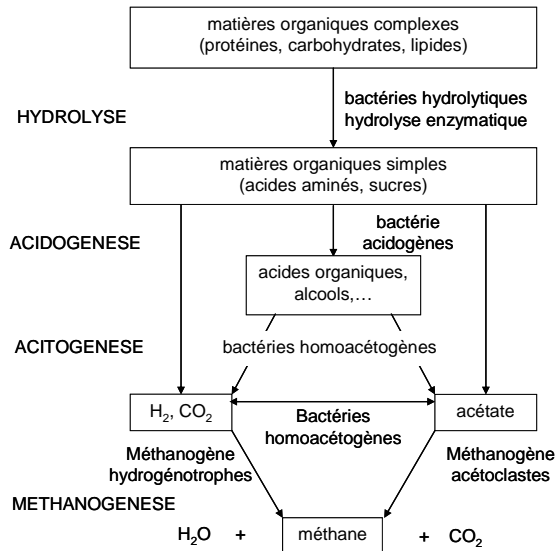 matières organiques complexes
(protéines, carbohydrates, lipides)
bactéries hydrolytiques
HYDROLYSE
hydrolyse enzymatique
matières organiques simples
(acides aminés, sucres)
bactérie
ACIDOGENESE
acidogènes
acides organiques,
alcools,…
ACITOGENESE
bactéries homoacétogènes
H₂, CO₂
Bactéries
homoacétogènes
acétate
Méthanogène
hydrogénotrophes
Méthanogène
acétoclastes
METHANOGENESE
H₂O + méthane + CO₂